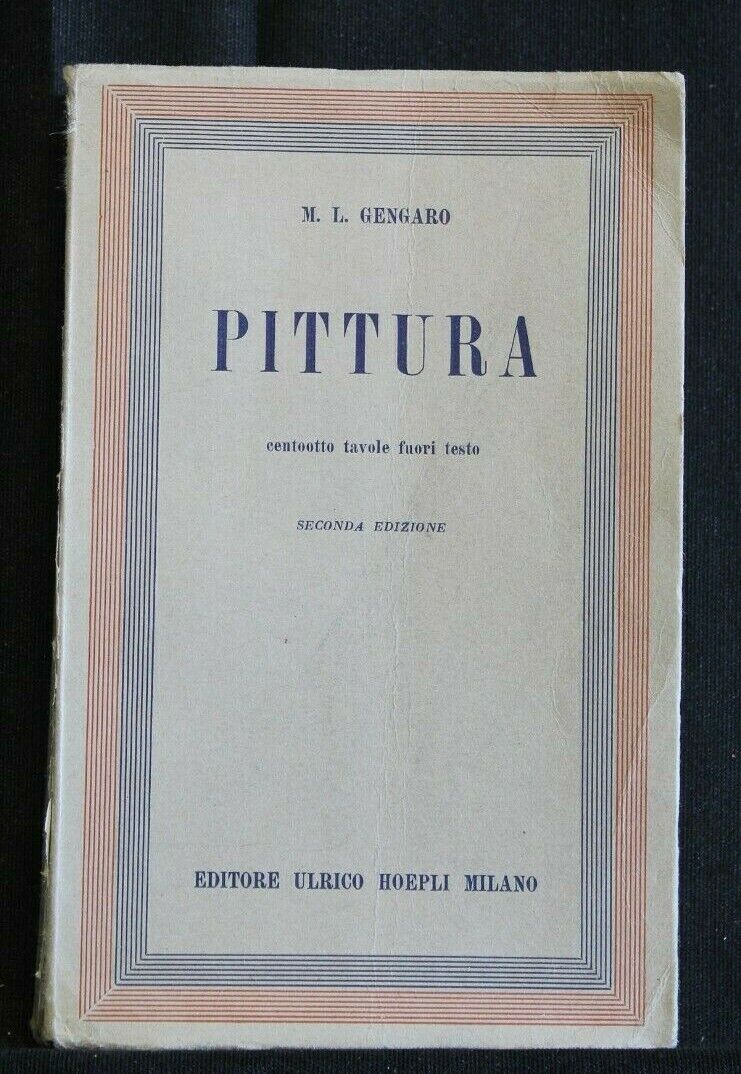 M. L. GENGARO
PITTURA
centootto tavole fuori testo
SECONDA EDIZIONE
EDITORE ULRICO HOEPLI MILANO